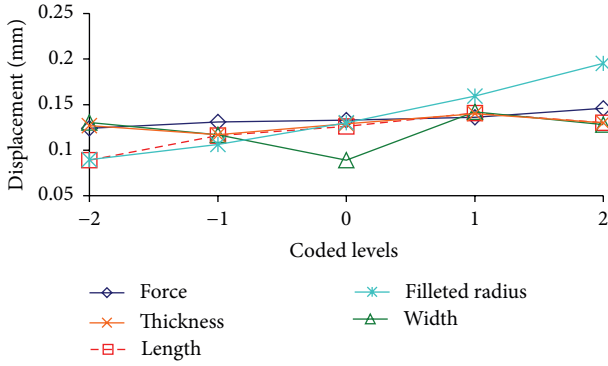 Displacement (mm)
0.25
0.2
0.15
0.1
0.05
−2 −1 0 1 2
Coded levels
Force Filleted radius
Thickness Width
Length